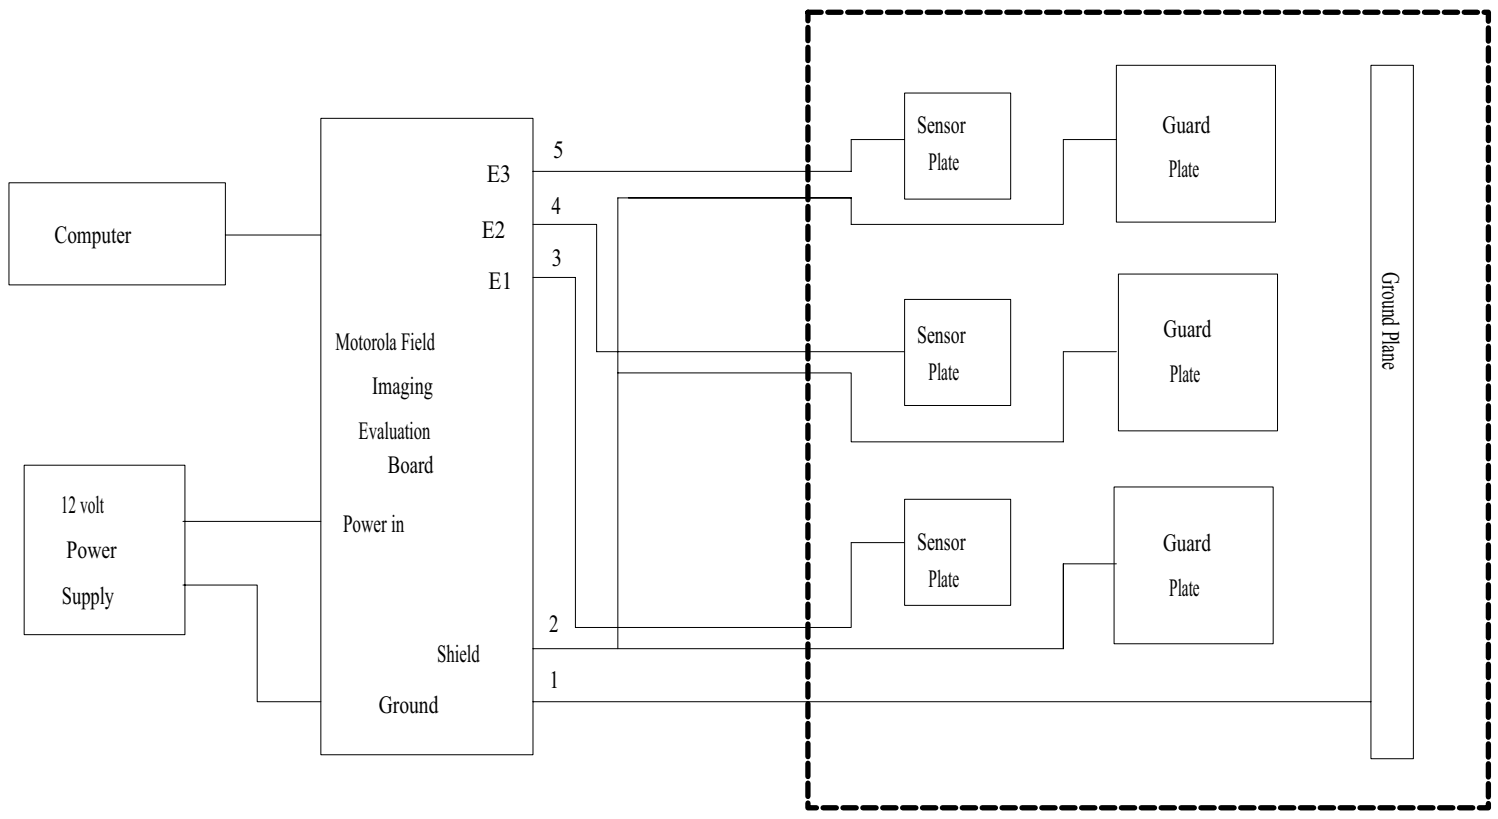 Computer
12 volt
Power
Supply
Motorola Field
Imaging
Evaluation
Board
Power in
Shield
Ground
E3
E2
E1
5
4
3
2
1
Sensor
Plate
Guard
Plate
Sensor
Plate
Guard
Plate
Sensor
Plate
Guard
Plate
Ground Plane